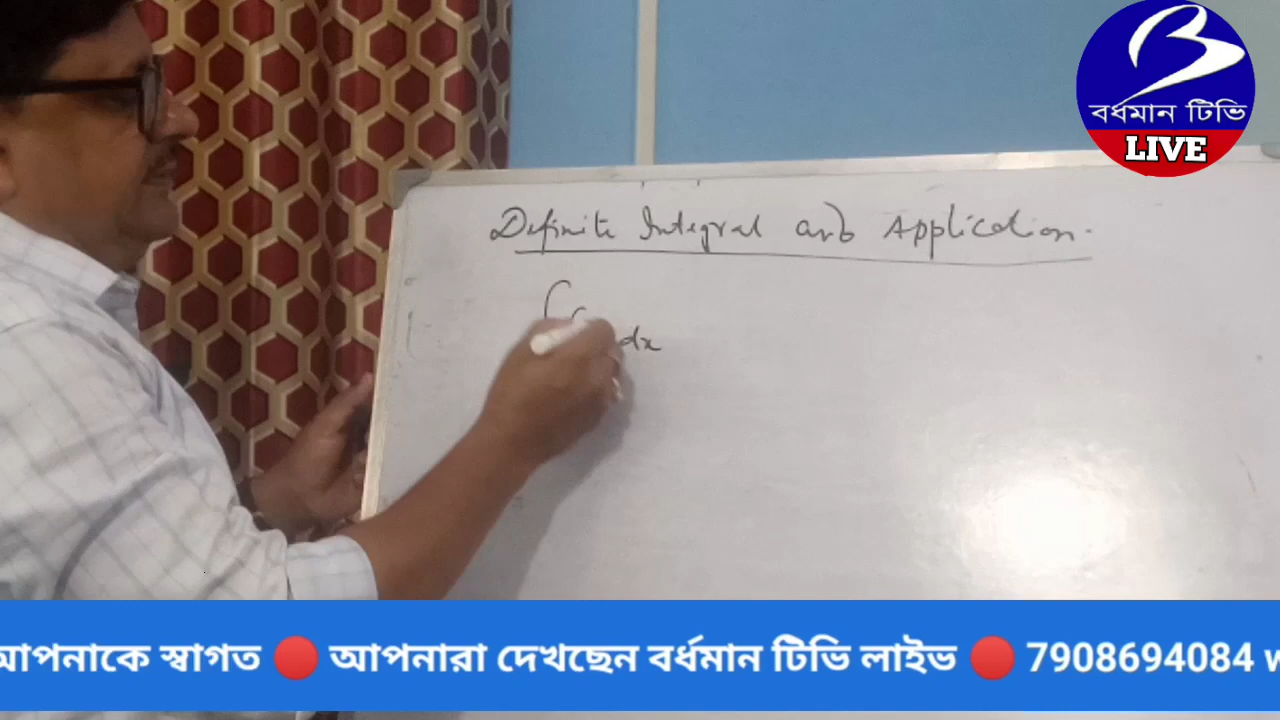 বর্ধমান টিভি
LIVE
Definite Integral and Application.
∫ dx
আপনাকে স্বাগত 🔴 আপনারা দেখছেন বর্ধমান টিভি লাইভ 🔴 7908694084 w